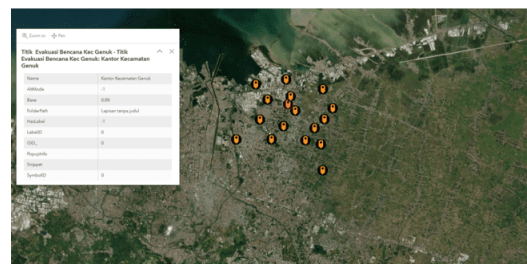 Zoom to Pan
Titik Evakuasi Bencana Kec Genuk - Titik
Evakuasi Bencana Kec Genuk: Kantor Kecamatan
Genuk
Name Kantor Kecamatan Genuk
AltMode -1
Base 0.00
FolderPath Lapisan tanpa judul
HasLabel -1
LabelID 0
OID_ 0
PopupInfo
Snippet
SymbolID 0